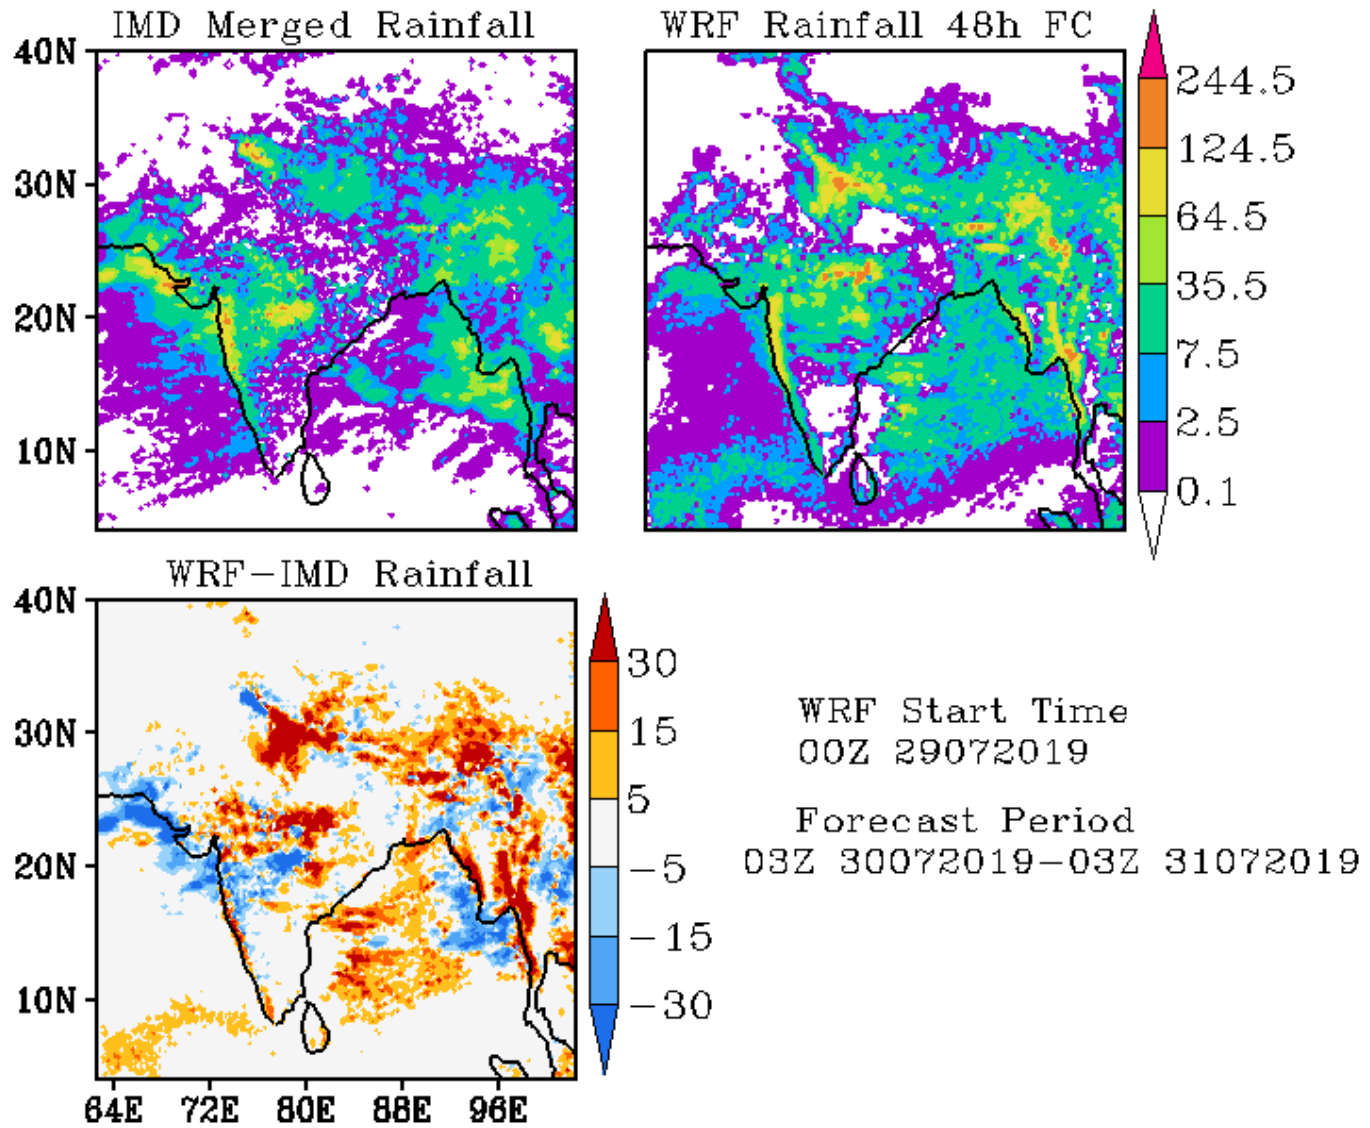 IMD Merged Rainfall
WRF Rainfall 48h FC
40N
30N
20N
10N
244.5
124.5
64.5
35.5
7.5
2.5
0.1
WRF-IMD Rainfall
40N
30N
20N
10N
64E 72E 80E 88E 96E
30
15
5
-5
-15
-30
WRF Start Time
00Z 29072019
Forecast Period
03Z 30072019-03Z 31072019